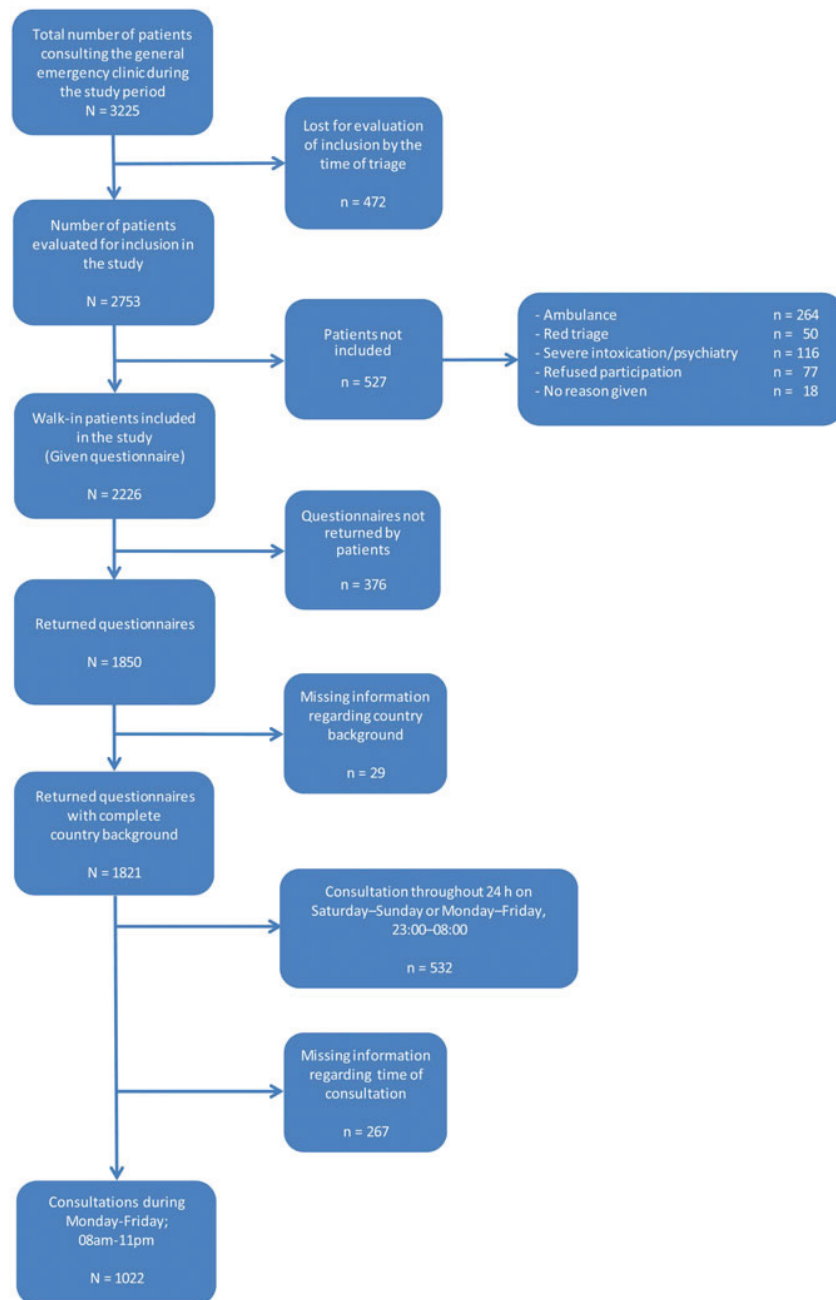 Total number of patients
consulting the general
emergency clinic during
the study period
N = 3225
Lost for evaluation
of inclusion by the
time of triage
n = 472
Number of patients
evaluated for inclusion in
the study
N = 2753
Patients not
included
n = 527
- Ambulance n = 264
- Red triage n = 50
- Severe intoxication/psychiatry n = 116
- Refused participation n = 77
- No reason given n = 18
Walk-in patients included
in the study
(Given questionnaire)
N = 2226
Questionnaires not
returned by
patients
n = 376
Returned questionnaires
N = 1850
Missing information
regarding country
background
n = 29
Returned questionnaires
with complete
country background
N = 1821
Consultation throughout 24 h on
Saturday–Sunday or Monday–Friday,
23:00–08:00
n = 532
Missing information
regarding time of
consultation
n = 267
Consultations during
Monday-Friday;
08am-11pm
N = 1022